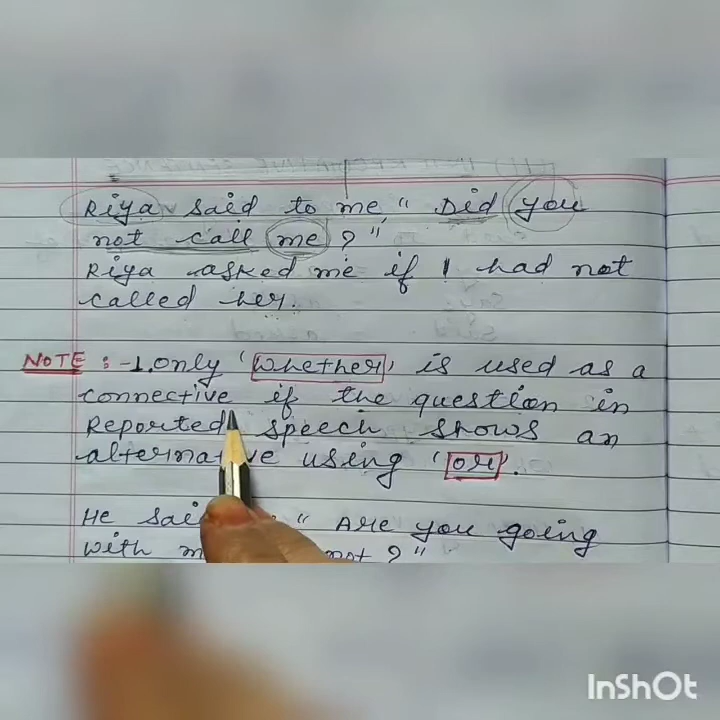 Riya said to me " Did you
not call me ? "
Riya asked me if I had not
called her.
NOTE : -1. Only 'Whether' is used as a
connective if the question in
Reported speech shows an
alternative using 'or'.
He said " Are you going
with not ? "
InShOt